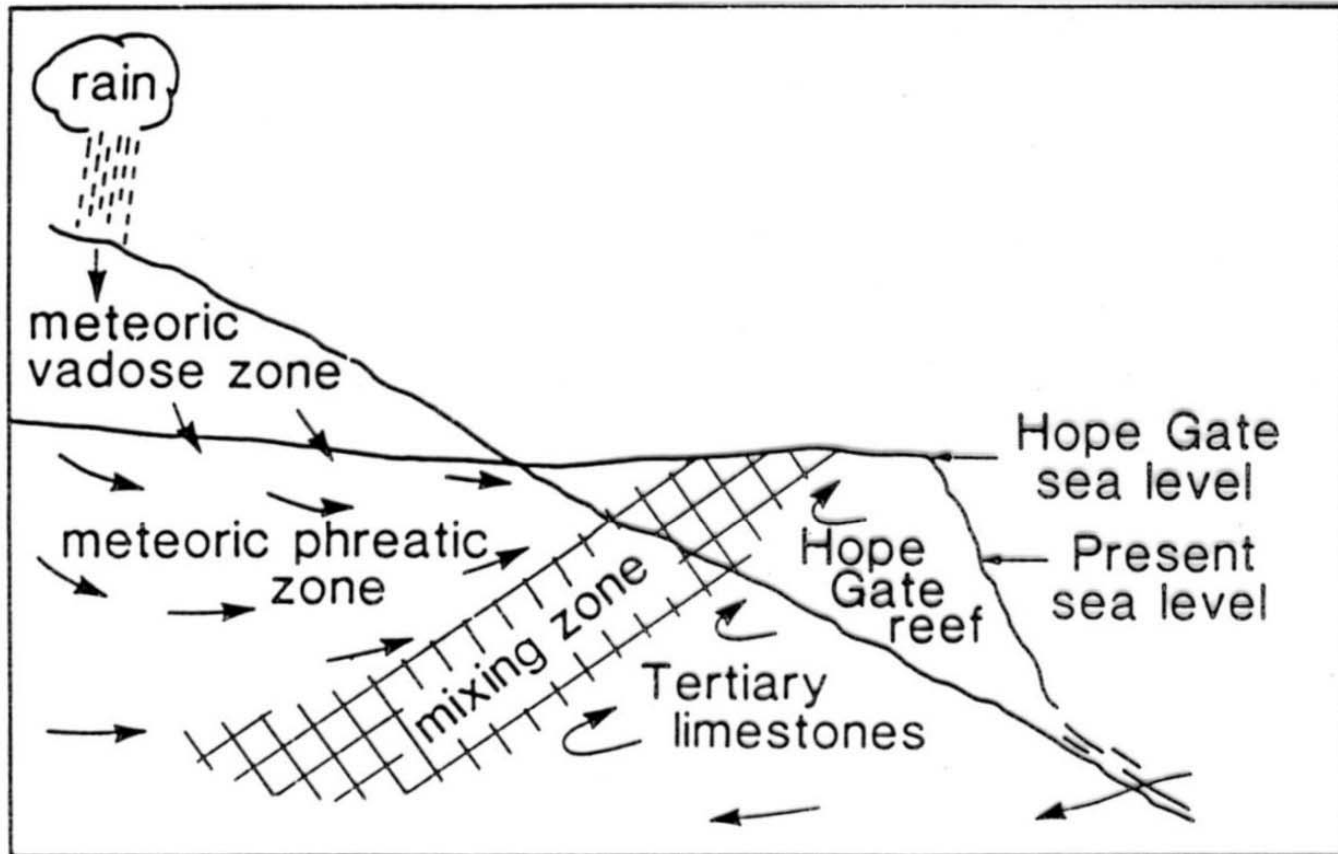 rain
meteoric
vadose zone
Hope Gate
sea level
meteoric phreatic
zone
mixing zone
Hope
Gate
reef
Present
sea level
Tertiary
limestones